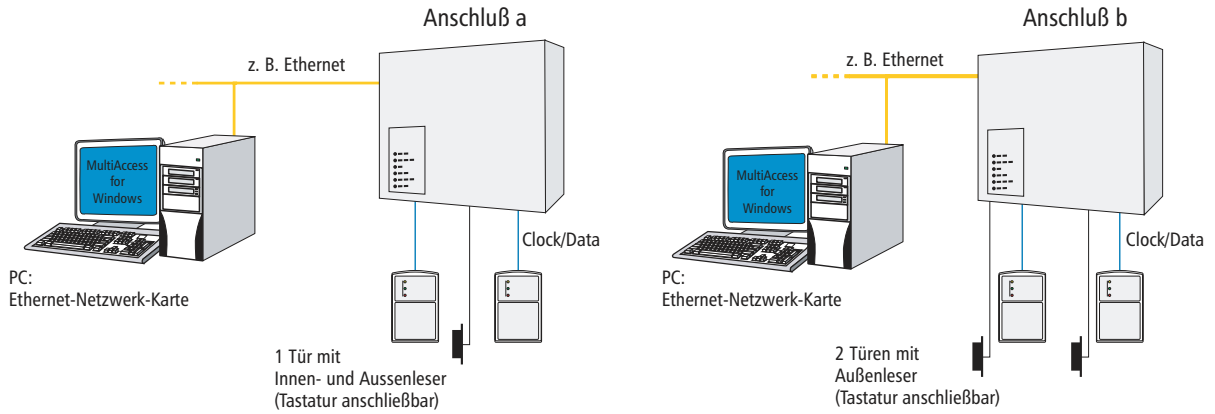 Anschluß a
z. B. Ethernet
MultiAccess
for
Windows
Clock/Data
PC:
Ethernet-Netzwerk-Karte
1 Tür mit
Innen- und Aussenleser
(Tastatur anschließbar)
Anschluß b
z. B. Ethernet
MultiAccess
for
Windows
Clock/Data
PC:
Ethernet-Netzwerk-Karte
2 Türen mit
Außenleser
(Tastatur anschließbar)